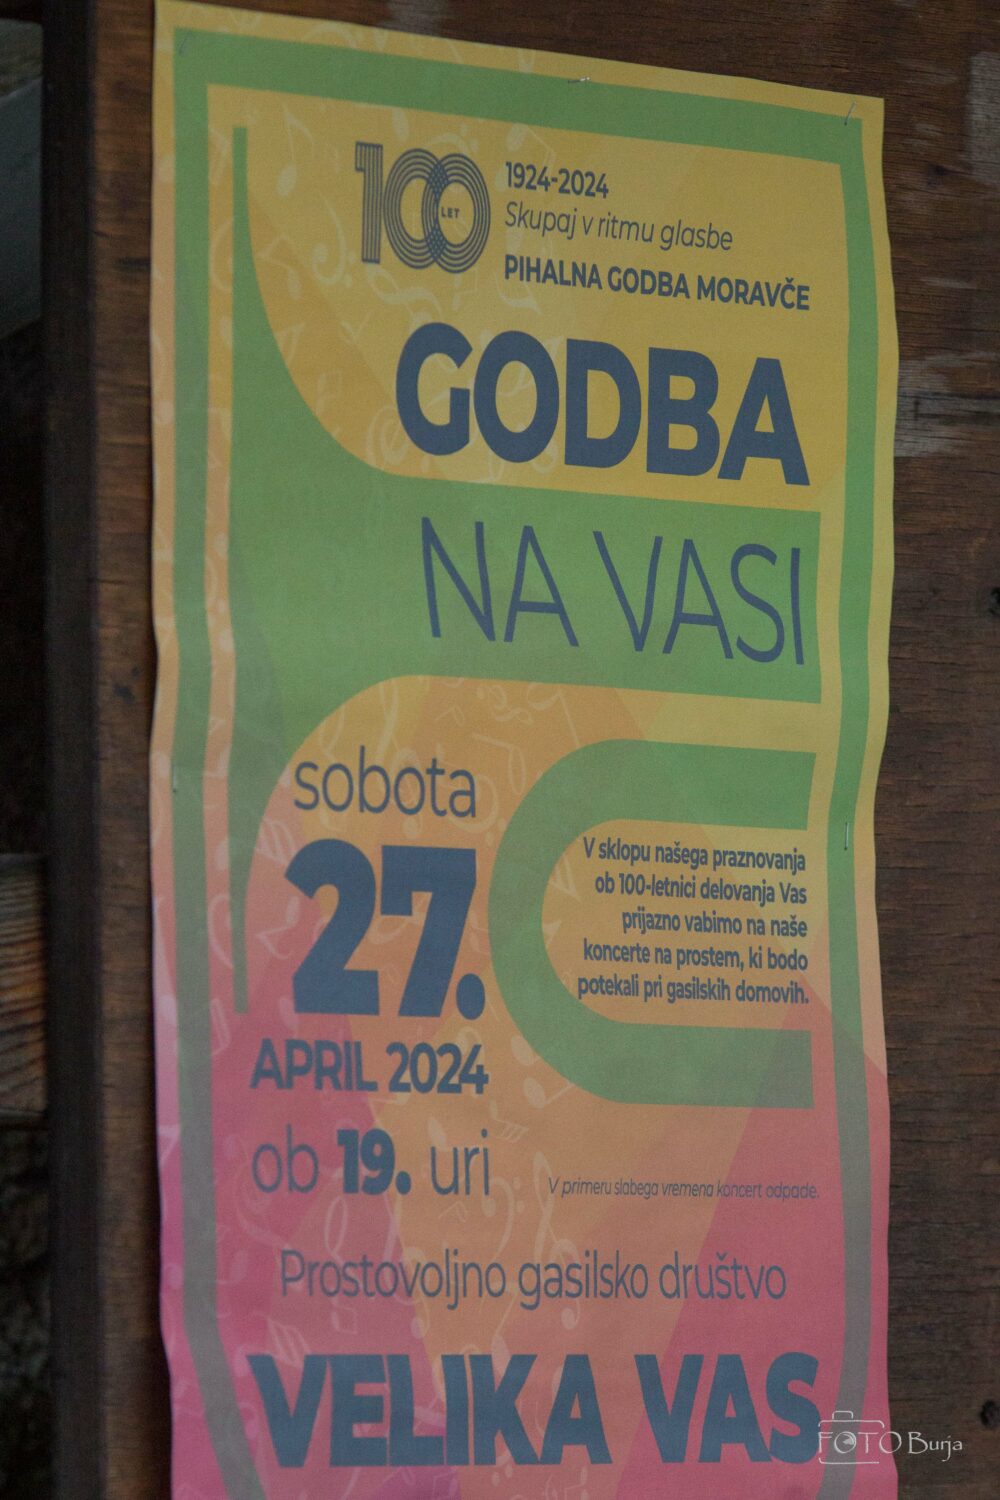 100
LET
1924-2024
Skupaj v ritmu glasbe
PIHALNA GODBA MORAVČE
GODBA
NA VASI
sobota
27.
APRIL 2024
ob 19. uri
V sklopu našega praznovanja
ob 100-letnici delovanja Vas
prijazno vabimo na naše
koncerte na prostem, ki bodo
potekali pri gasilskih domovih.
V primeru slabega vremena koncert odpade.
Prostovoljno gasilsko društvo
VELIKA VAS
FOTO Burja